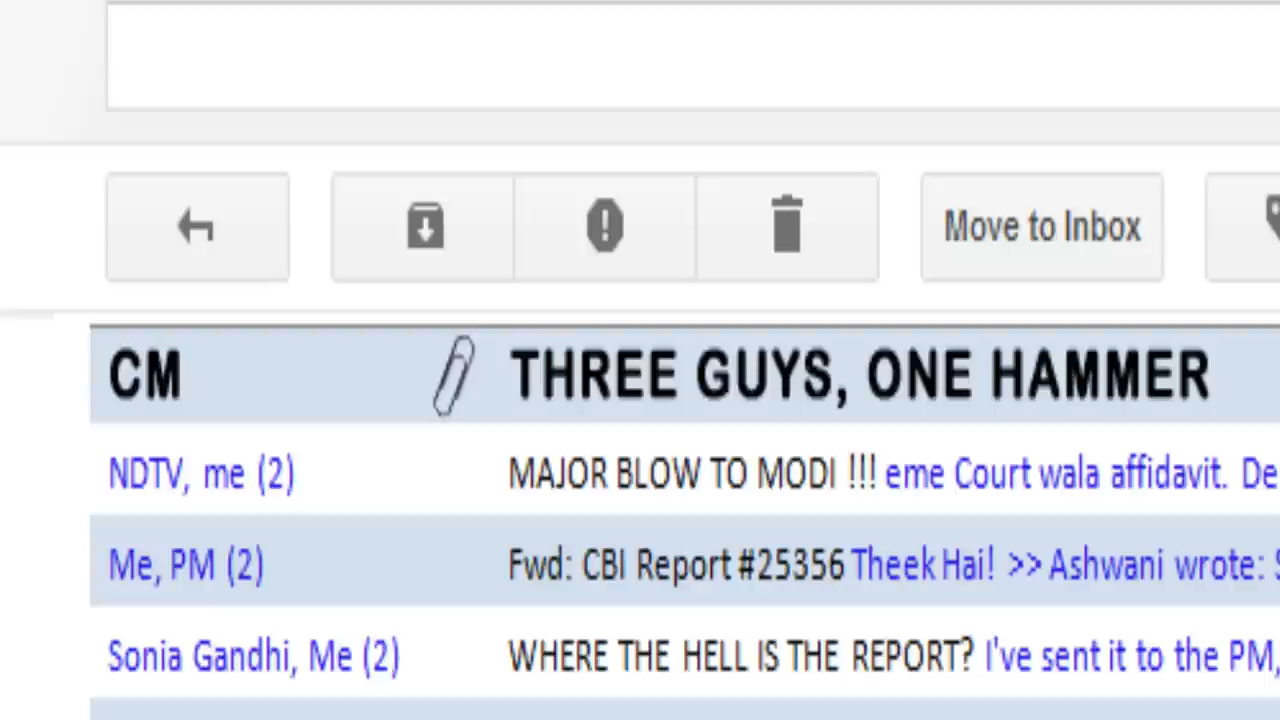 Move to Inbox
CM THREE GUYS, ONE HAMMER
NDTV, me (2) MAJOR BLOW TO MODI !!! eme Court wala affidavit. De
Me, PM (2) Fwd: CBI Report #25356 Theek Hai! >> Ashwani wrote: S
Sonia Gandhi, Me (2) WHERE THE HELL IS THE REPORT? I've sent it to the PM,